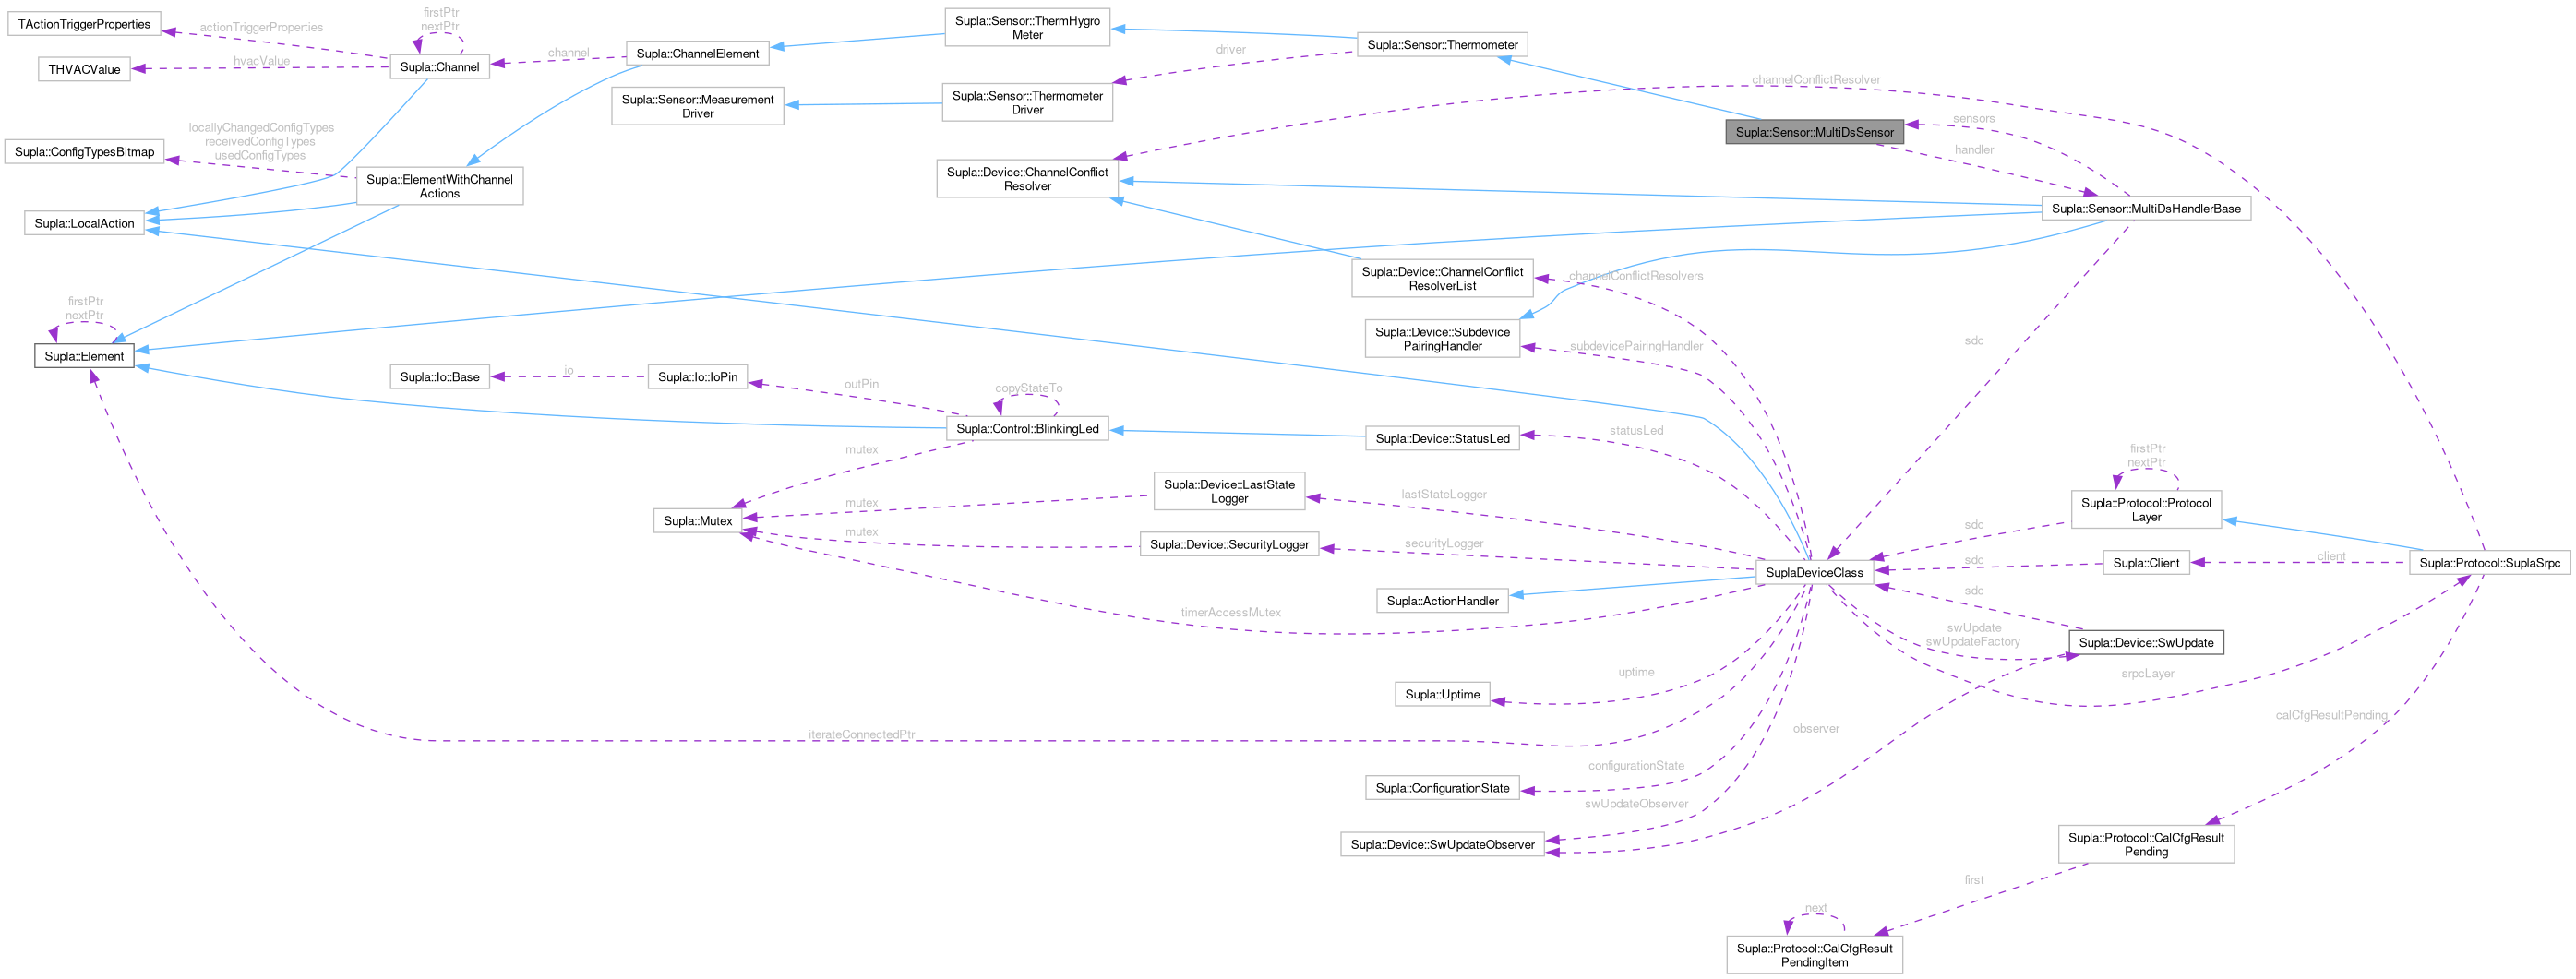 TActionTriggerProperties
actionTriggerProperties
firstPtr
nextPtr
THVACValue
hvacValue
Supla::Channel
channel
Supla::ChannelElement
Supla::Sensor::ThermHygro
Meter
Supla::Sensor::Thermometer
driver
Supla::Sensor::Measurement
Driver
Supla::Sensor::Thermometer
Driver
channelConflictResolver
Supla::Sensor::MultiDsSensor
sensors
handler
locallyChangedConfigTypes
receivedConfigTypes
usedConfigTypes
Supla::ConfigTypesBitmap
Supla::ElementWithChannel
Actions
Supla::Device::ChannelConflict
Resolver
Supla::Sensor::MultiDsHandlerBase
Supla::LocalAction
Supla::Device::ChannelConflict
ResolverList
channelConflictResolvers
firstPtr
nextPtr
Supla::Element
Supla::Device::Subdevice
PairingHandler
subdevicePairingHandler
sdc
Supla::Io::Base
io
Supla::Io::IoPin
outPin
copyStateTo
Supla::Control::BlinkingLed
Supla::Device::StatusLed
statusLed
mutex
Supla::Mutex
mutex
mutex
Supla::Device::LastState
Logger
lastStateLogger
Supla::Device::SecurityLogger
securityLogger
firstPtr
nextPtr
Supla::Protocol::Protocol
Layer
sdc
SuplaDeviceClass
sdc
Supla::Client
client
Supla::Protocol::SuplaSrpc
Supla::ActionHandler
timerAccessMutex
sdc
swUpdate
swUpdateFactory
Supla::Device::SwUpdate
Supla::Uptime
uptime
srpcLayer
iterateConnectedPtr
observer
calCfgResultPending
Supla::ConfigurationState
configurationState
swUpdateObserver
Supla::Device::SwUpdateObserver
Supla::Protocol::CalCfgResult
Pending
first
next
Supla::Protocol::CalCfgResult
PendingItem